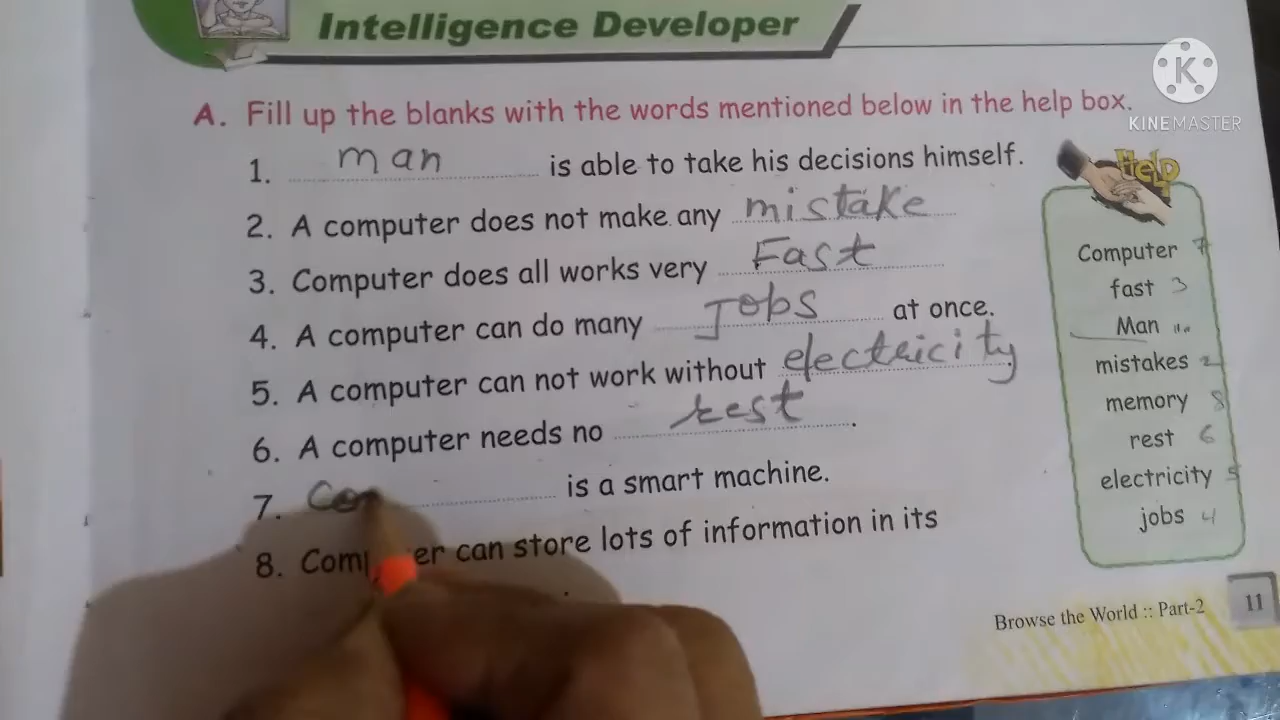 Intelligence Developer
KINEMASTER
A. Fill up the blanks with the words mentioned below in the help box.
1. man is able to take his decisions himself.
2. A computer does not make any mistake
3. Computer does all works very Fast
4. A computer can do many Jobs at once.
5. A computer can not work without electricity
6. A computer needs no rest.
7. Com is a smart machine.
8. Computer can store lots of information in its
Help
Computer 7
fast 3
Man 1
mistakes 2
memory 8
rest 6
electricity 5
jobs 4
Browse the World :: Part-2 11